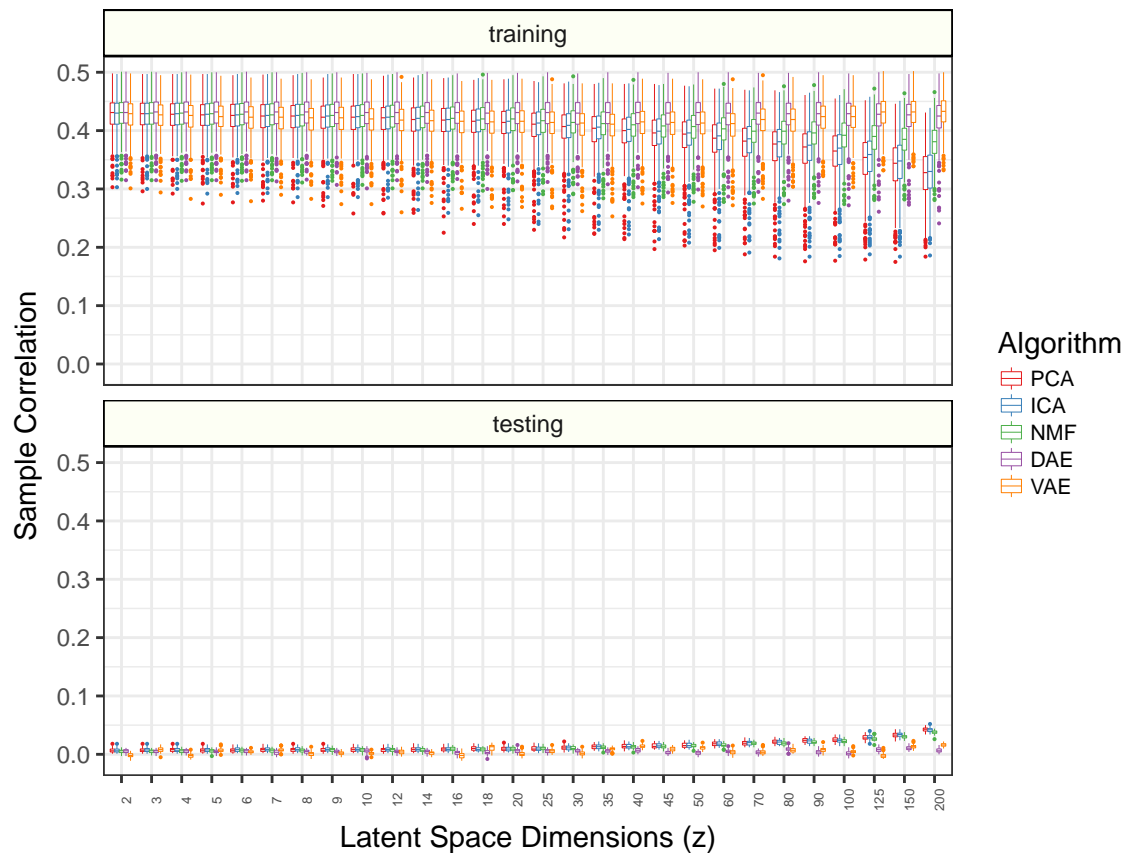 training
0.5
0.4
0.3
0.2
0.1
0.0
testing
0.5
0.4
0.3
0.2
0.1
0.0
Sample Correlation
2 3 4 5 6 7 8 9 10 12 14 16 18 20 25 30 35 40 45 50 60 70 80 90 100 125 150 200
Latent Space Dimensions (z)
Algorithm
PCA
ICA
NMF
DAE
VAE